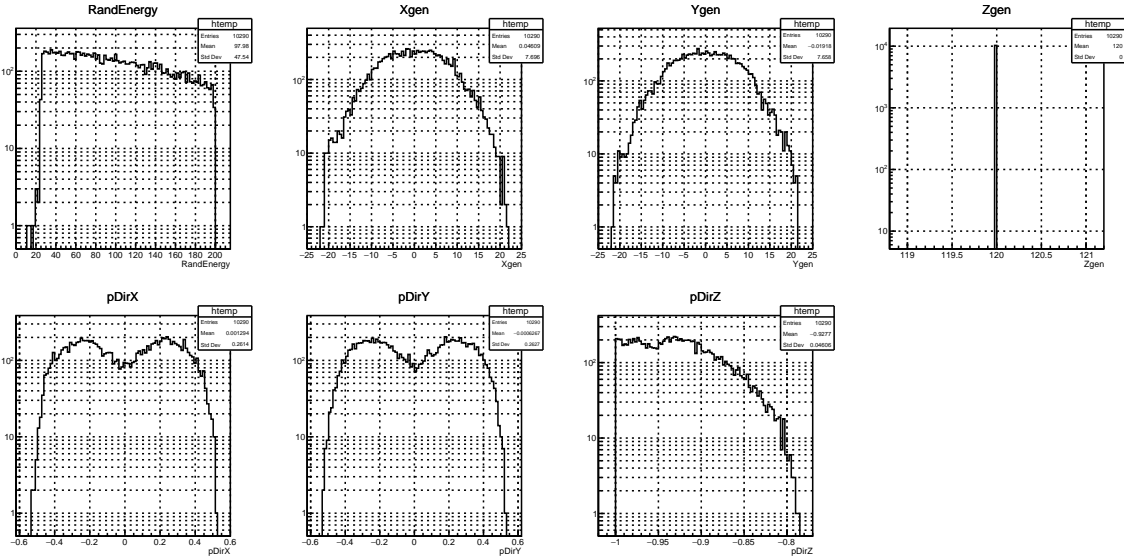 RandEnergy
htemp
Entries 10290
Mean 97.98
Std Dev 47.54
10²
10
1
0 20 40 60 80 100 120 140 160 180 200
RandEnergy
Xgen
htemp
Entries 10290
Mean 0.04609
Std Dev 7.696
10²
10
1
−25 −20 −15 −10 −5 0 5 10 15 20 25
Xgen
Ygen
htemp
Entries 10290
Mean −0.01918
Std Dev 7.658
10²
10
1
−25 −20 −15 −10 −5 0 5 10 15 20 25
Ygen
Zgen
htemp
Entries 10290
Mean 120
Std Dev 0
10⁴
10³
10²
10
119 119.5 120 120.5 121
Zgen
pDirX
htemp
Entries 10290
Mean 0.001294
Std Dev 0.2614
10²
10
1
−0.6 −0.4 −0.2 0 0.2 0.4 0.6
pDirX
pDirY
htemp
Entries 10290
Std Dev 0.2627
10²
10
1
−0.6 −0.4 −0.2 0 0.2 0.4 0.6
pDirY
pDirZ
htemp
Entries 10290
Mean −0.9277
Std Dev 0.04606
10²
10
1
−1 −0.95 −0.9 −0.85 −0.8
pDirZ